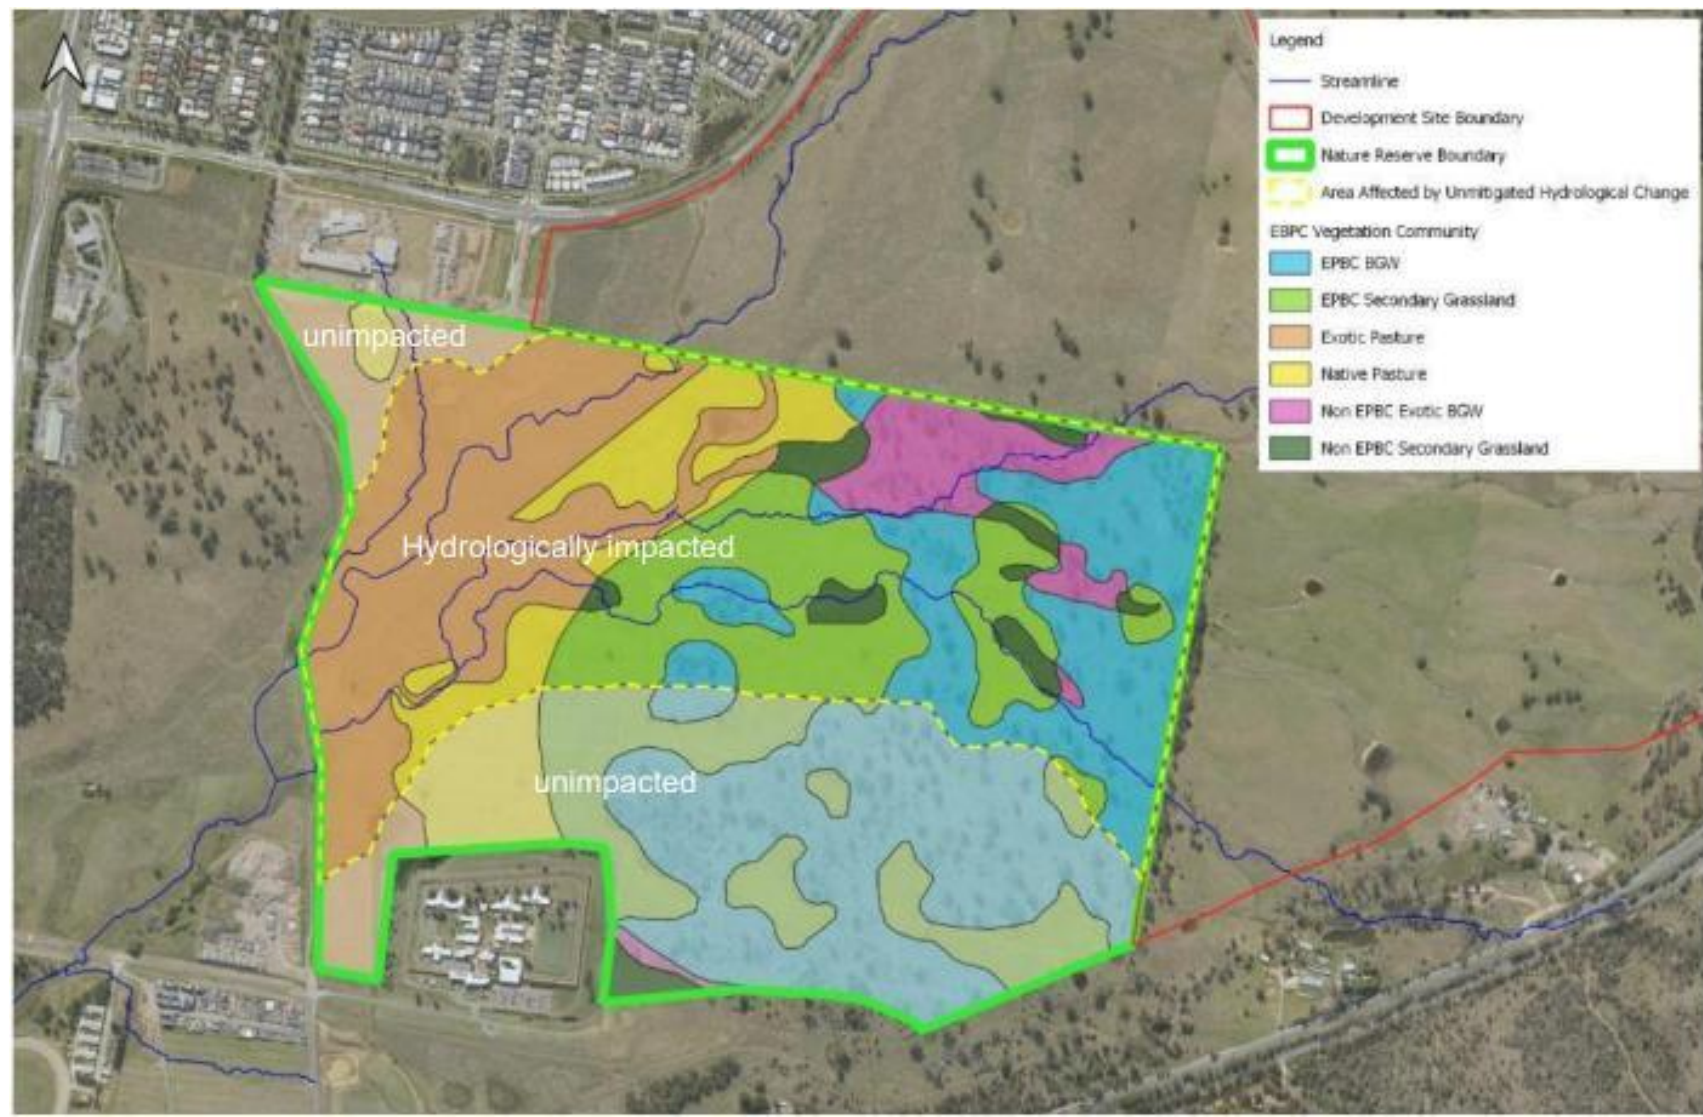 Legend
Streamline
Development Site Boundary
Nature Reserve Boundary
Area Affected by Unmitigated Hydrological Change
EBPC Vegetation Community
EPBC BGW
EPBC Secondary Grassland
Exotic Pasture
Native Pasture
Non EPBC Exotic BGW
Non EPBC Secondary Grassland
unimpacted
Hydrologically impacted
unimpacted